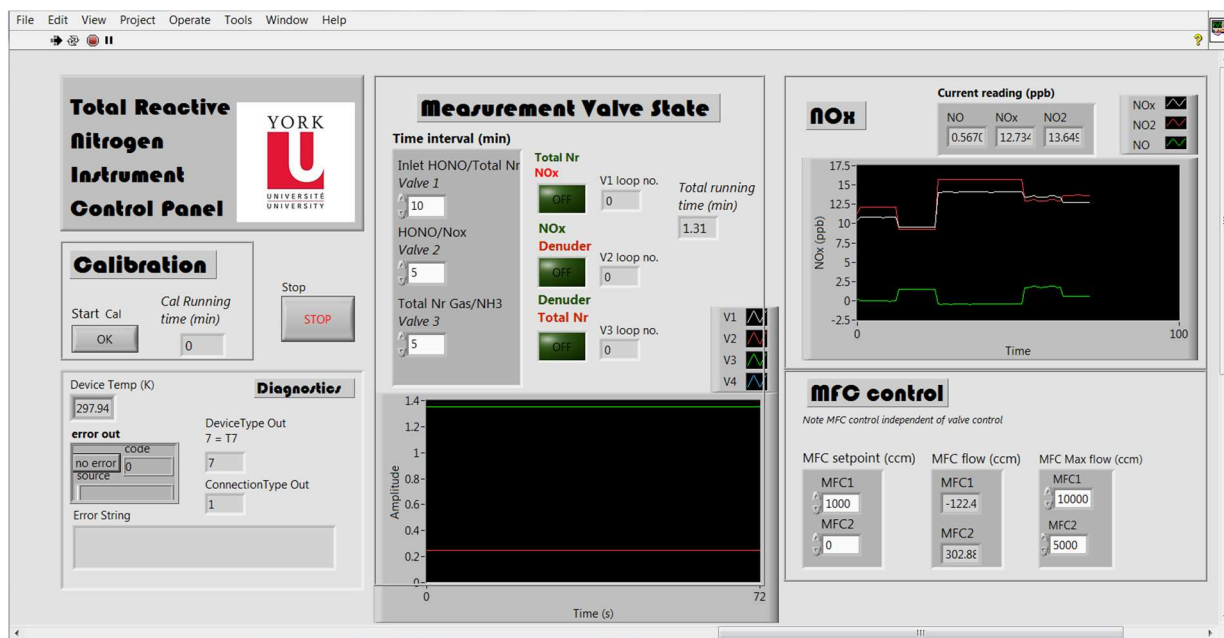 File Edit View Project Operate Tools Window Help
Total Reactive
Nitrogen
Instrument
Control Panel
YORK
U
UNIVERSITÉ
UNIVERSITY
Calibration
Start Cal
OK
Cal Running
time (min)
0
Stop
STOP
Device Temp (K)
297.94
Diagnostics
error out
code
no error 0
source
DeviceType Out
7 = T7
7
ConnectionType Out
1
Error String
Measurement Valve State
Time interval (min)
Inlet HONO/Total Nr
Valve 1
10
HONO/Nox
Valve 2
5
Total Nr Gas/NH3
Valve 3
5
Total Nr
NOx
OFF
V1 loop no.
0
NOx
Denuder
OFF
V2 loop no.
0
Denuder
Total Nr
OFF
V3 loop no.
0
Total running
time (min)
1.31
V1
V2
V3
V4
1.4
1.2
1
0.8
0.6
0.4
0.2
0
Amplitude
0 72
Time (s)
NOx
Current reading (ppb)
NO NOx NO2
0.567( 12.734 13.649
NOx
NO2
NO
17.5
15
12.5
10
7.5
5
2.5
0
-2.5
NOx (ppb)
0 100
Time
MFC control
Note MFC control independent of valve control
MFC setpoint (ccm) MFC flow (ccm) MFC Max flow (ccm)
MFC1 MFC1 MFC1
1000 -122.4 10000
MFC2 MFC2 MFC2
0 302.88 5000